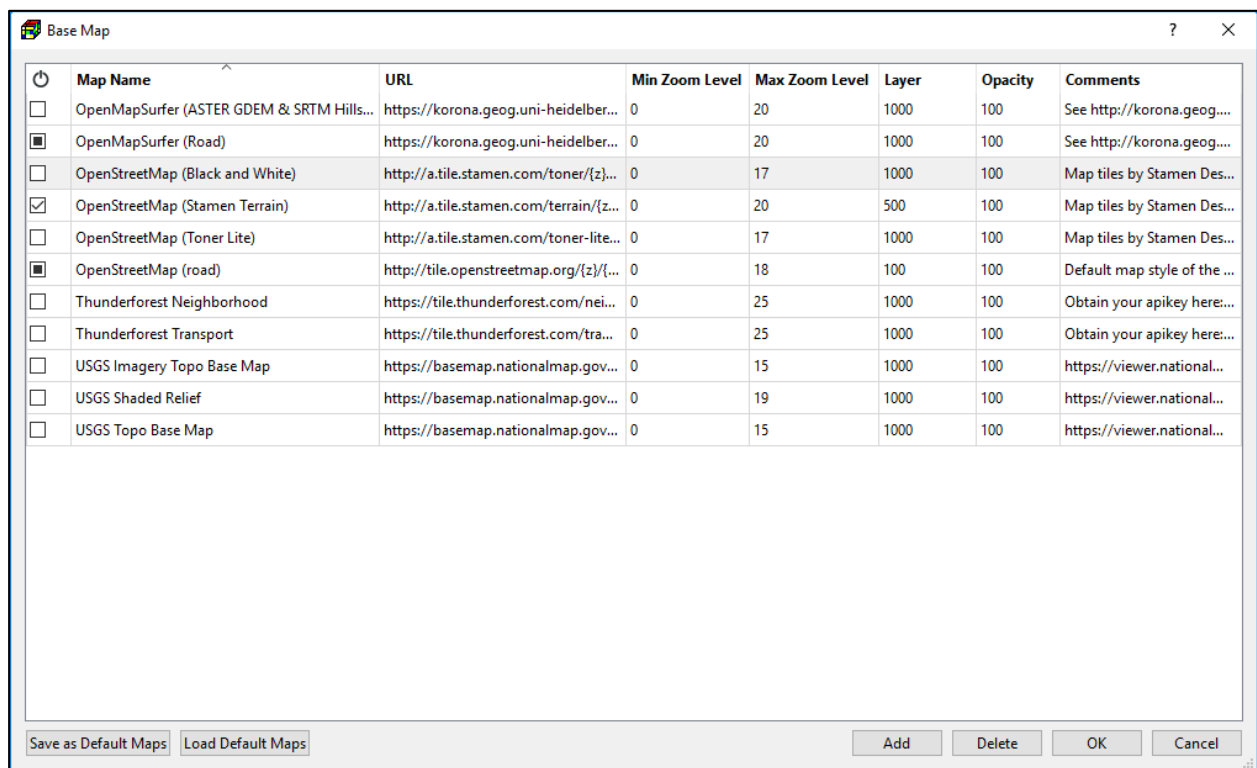 Base Map ?
Map Name URL Min Zoom Level Max Zoom Level Layer Opacity Comments
OpenMapSurfer (ASTER GDEM & SRTM Hills... https://korona.geog.uni-heidelber... 0 20 1000 100 See http://korona.geog....
OpenMapSurfer (Road) https://korona.geog.uni-heidelber... 0 20 1000 100 See http://korona.geog....
OpenStreetMap (Black and White) http://a.tile.stamen.com/toner/{z}... 0 17 1000 100 Map tiles by Stamen Des...
OpenStreetMap (Stamen Terrain) http://a.tile.stamen.com/terrain/{z... 0 20 500 100 Map tiles by Stamen Des...
OpenStreetMap (Toner Lite) http://a.tile.stamen.com/toner-lite... 0 17 1000 100 Map tiles by Stamen Des...
OpenStreetMap (road) http://tile.openstreetmap.org/{z}/{... 0 18 100 100 Default map style of the ...
Thunderforest Neighborhood https://tile.thunderforest.com/nei... 0 25 1000 100 Obtain your apikey here:...
Thunderforest Transport https://tile.thunderforest.com/tra... 0 25 1000 100 Obtain your apikey here:...
USGS Imagery Topo Base Map https://basemap.nationalmap.gov... 0 15 1000 100 https://viewer.national...
USGS Shaded Relief https://basemap.nationalmap.gov... 0 19 1000 100 https://viewer.national...
USGS Topo Base Map https://basemap.nationalmap.gov... 0 15 1000 100 https://viewer.national...
Save as Default Maps Load Default Maps Add Delete OK Cancel